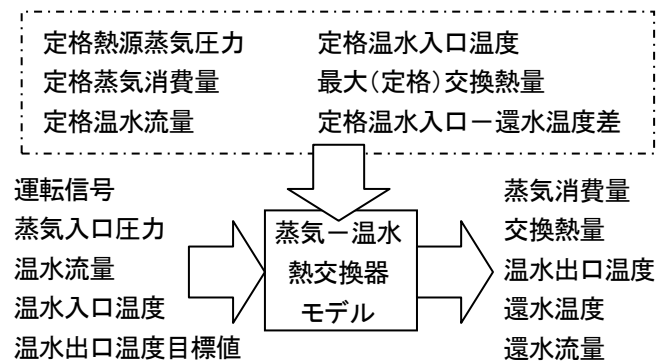 定格熱源蒸気圧力
定格温水入口温度
定格蒸気消費量
最大(定格)交換熱量
定格温水流量
定格温水入口－還水温度差
運転信号
蒸気入口圧力
温水流量
温水入口温度
温水出口温度目標値
蒸気－温水
熱交換器
モデル
蒸気消費量
交換熱量
温水出口温度
還水温度
還水流量